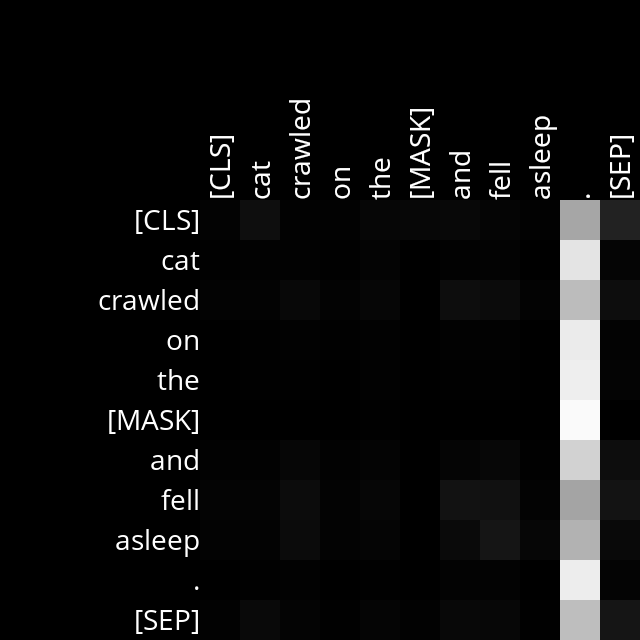 [CLS] cat crawled on the [MASK] and fell asleep . [SEP]
[CLS]
cat
crawled
on
the
[MASK]
and
fell
asleep
.
[SEP]